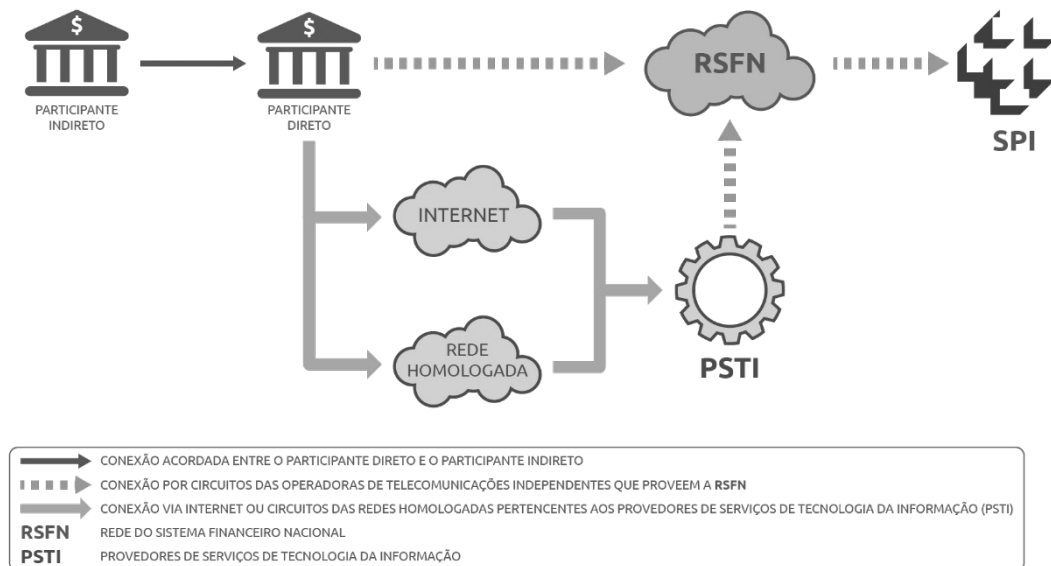 $
$
PARTICIPANTE
INDIRETO
PARTICIPANTE
DIRETO
RSFN
SPI
INTERNET
REDE
HOMOLOGADA
PSTI
CONEXÃO ACORDADA ENTRE O PARTICIPANTE DIRETO E O PARTICIPANTE INDIRETO
CONEXÃO POR CIRCUITOS DAS OPERADORAS DE TELECOMUNICAÇÕES INDEPENDENTES QUE PROVEEM A RSFN
CONEXÃO VIA INTERNET OU CIRCUITOS DAS REDES HOMOLOGADAS PERTENCENTES AOS PROVEDORES DE SERVIÇOS DE TECNOLOGIA DA INFORMAÇÃO (PSTI)
RSFN REDE DO SISTEMA FINANCEIRO NACIONAL
PSTI PROVEDORES DE SERVIÇOS DE TECNOLOGIA DA INFORMAÇÃO